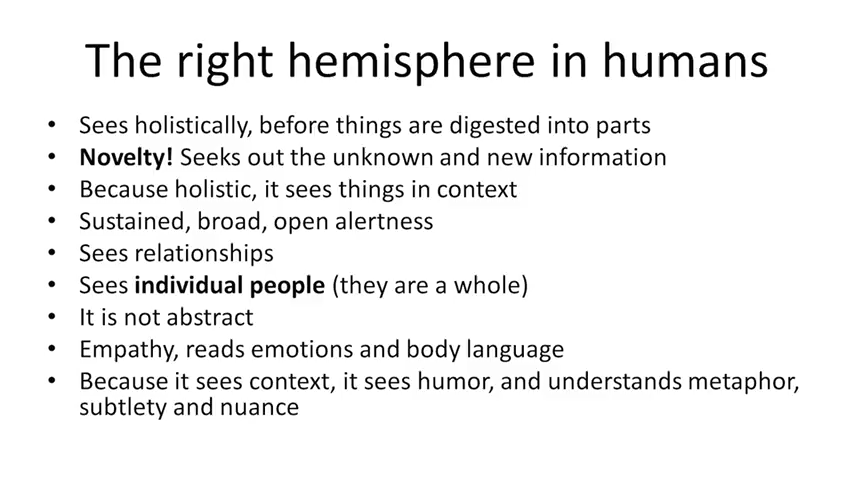 The right hemisphere in humans
• Sees holistically, before things are digested into parts
• Novelty! Seeks out the unknown and new information
• Because holistic, it sees things in context
• Sustained, broad, open alertness
• Sees relationships
• Sees individual people (they are a whole)
• It is not abstract
• Empathy, reads emotions and body language
• Because it sees context, it sees humor, and understands metaphor,
subtlety and nuance